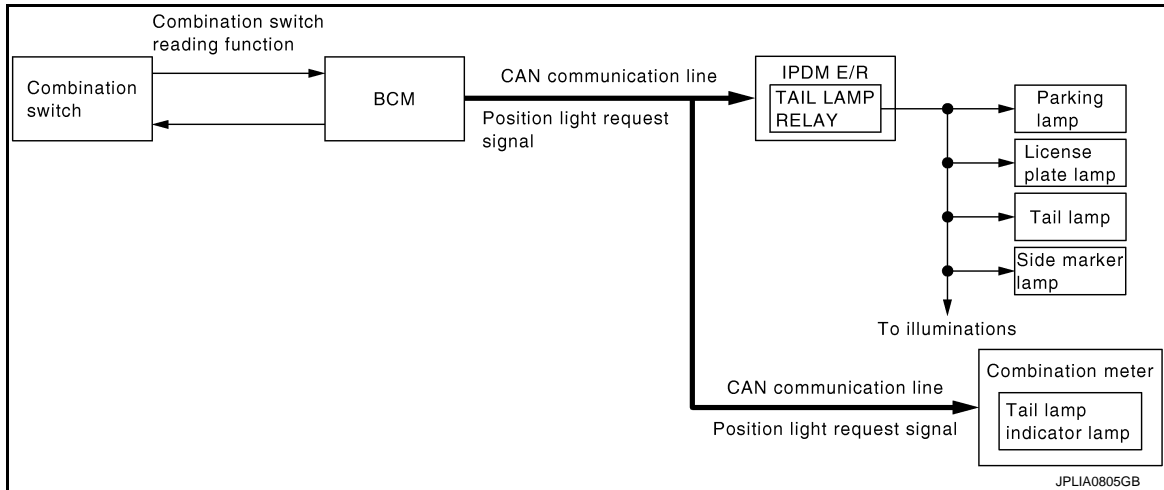 Combination switch
reading function
Combination
switch
BCM
CAN communication line
Position light request
signal
IPDM E/R
TAIL LAMP
RELAY
Parking
lamp
License
plate lamp
Tail lamp
Side marker
lamp
To illuminations
CAN communication line
Position light request signal
Combination meter
Tail lamp
indicator lamp
JPLIA0805GB